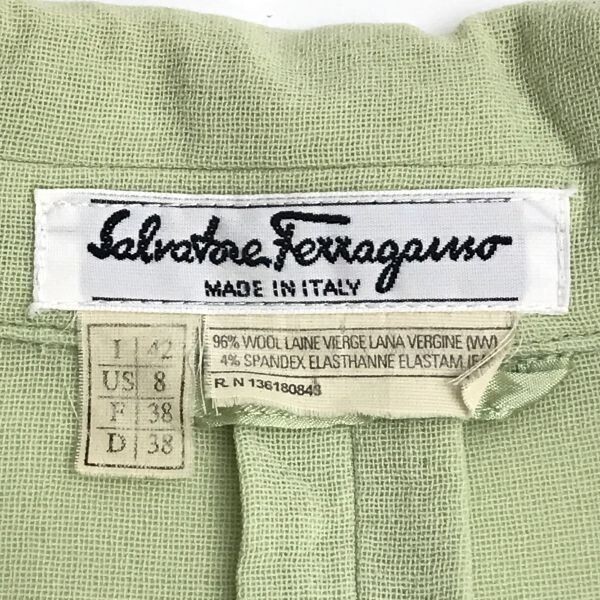 Salvatore Ferragamo
MADE IN ITALY
I 42
US 8
F 38
D 38
96% WOOL LAINE VIERGE LANA VERGINE (WV)
4% SPANDEX ELASTHANNE ELASTAM (EA
R. N 136180843